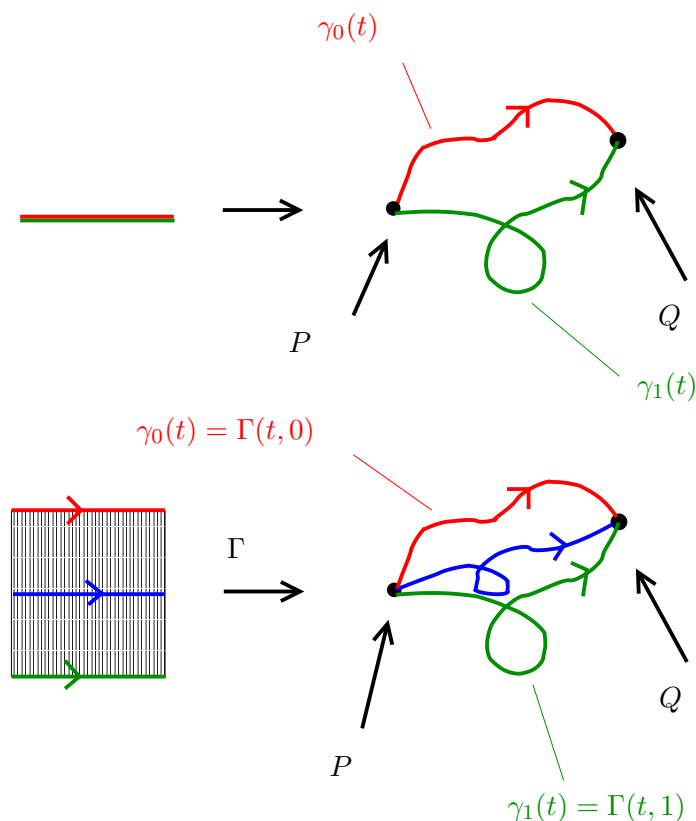 γ₀(t)
P
Q
γ₁(t)
γ₀(t) = Γ(t, 0)
Γ
Q
P
γ₁(t) = Γ(t, 1)